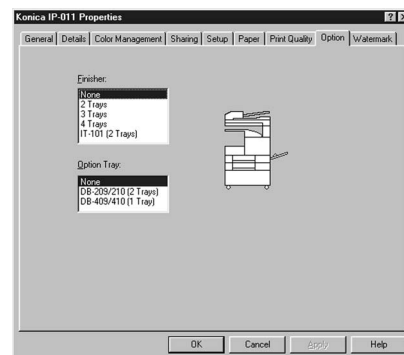 Konica IP-011 Properties
General Details Color Management Sharing Setup Paper Print Quality Option Watermark
Finisher:
None
2 Trays
3 Trays
4 Trays
IT-101 (2 Trays)
Option Tray:
None
DB-209/210 (2 Trays)
DB-409/410 (1 Tray)
OK Cancel Apply Help